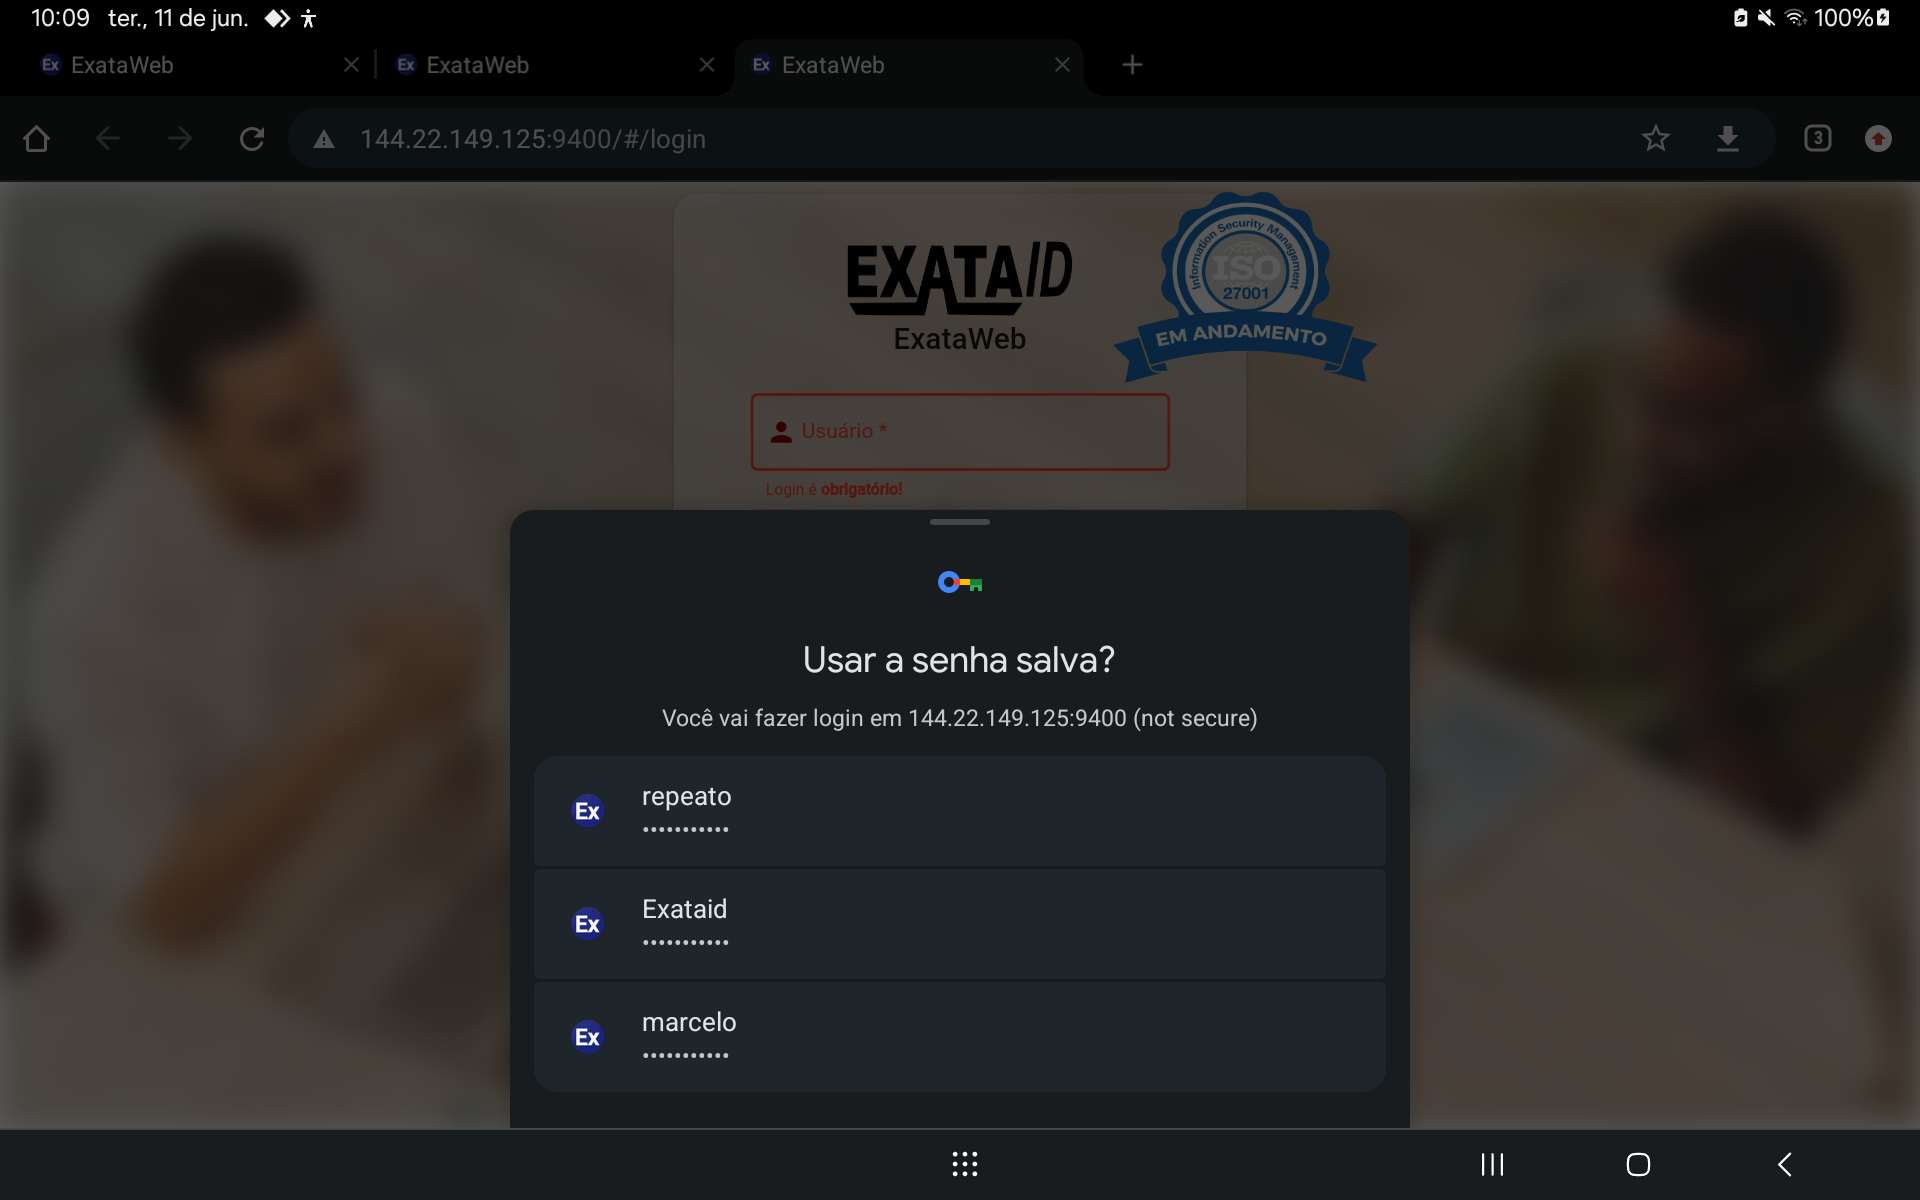 10:09 ter., 11 de jun. 100%
Ex ExataWeb Ex ExataWeb Ex ExataWeb
144.22.149.125:9400/#/login 3
EXATAID
ExataWeb
Information Security Management
ISO
27001
EM ANDAMENTO
Usuário *
Login é obrigatório!
Usar a senha salva?
Você vai fazer login em 144.22.149.125:9400 (not secure)
Ex repeato
•••••••••••
Ex Exataid
•••••••••••
Ex marcelo
•••••••••••